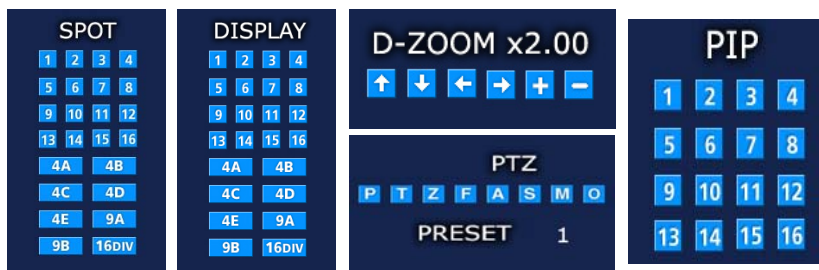 SPOT
1 2 3 4
5 6 7 8
9 10 11 12
13 14 15 16
4A 4B
4C 4D
4E 9A
9B 16DIV
DISPLAY
1 2 3 4
5 6 7 8
9 10 11 12
13 14 15 16
4A 4B
4C 4D
4E 9A
9B 16DIV
D-ZOOM x2.00
↑ ↓ ← → + −
PTZ
P T Z F A S M O
PRESET 1
PIP
1 2 3 4
5 6 7 8
9 10 11 12
13 14 15 16